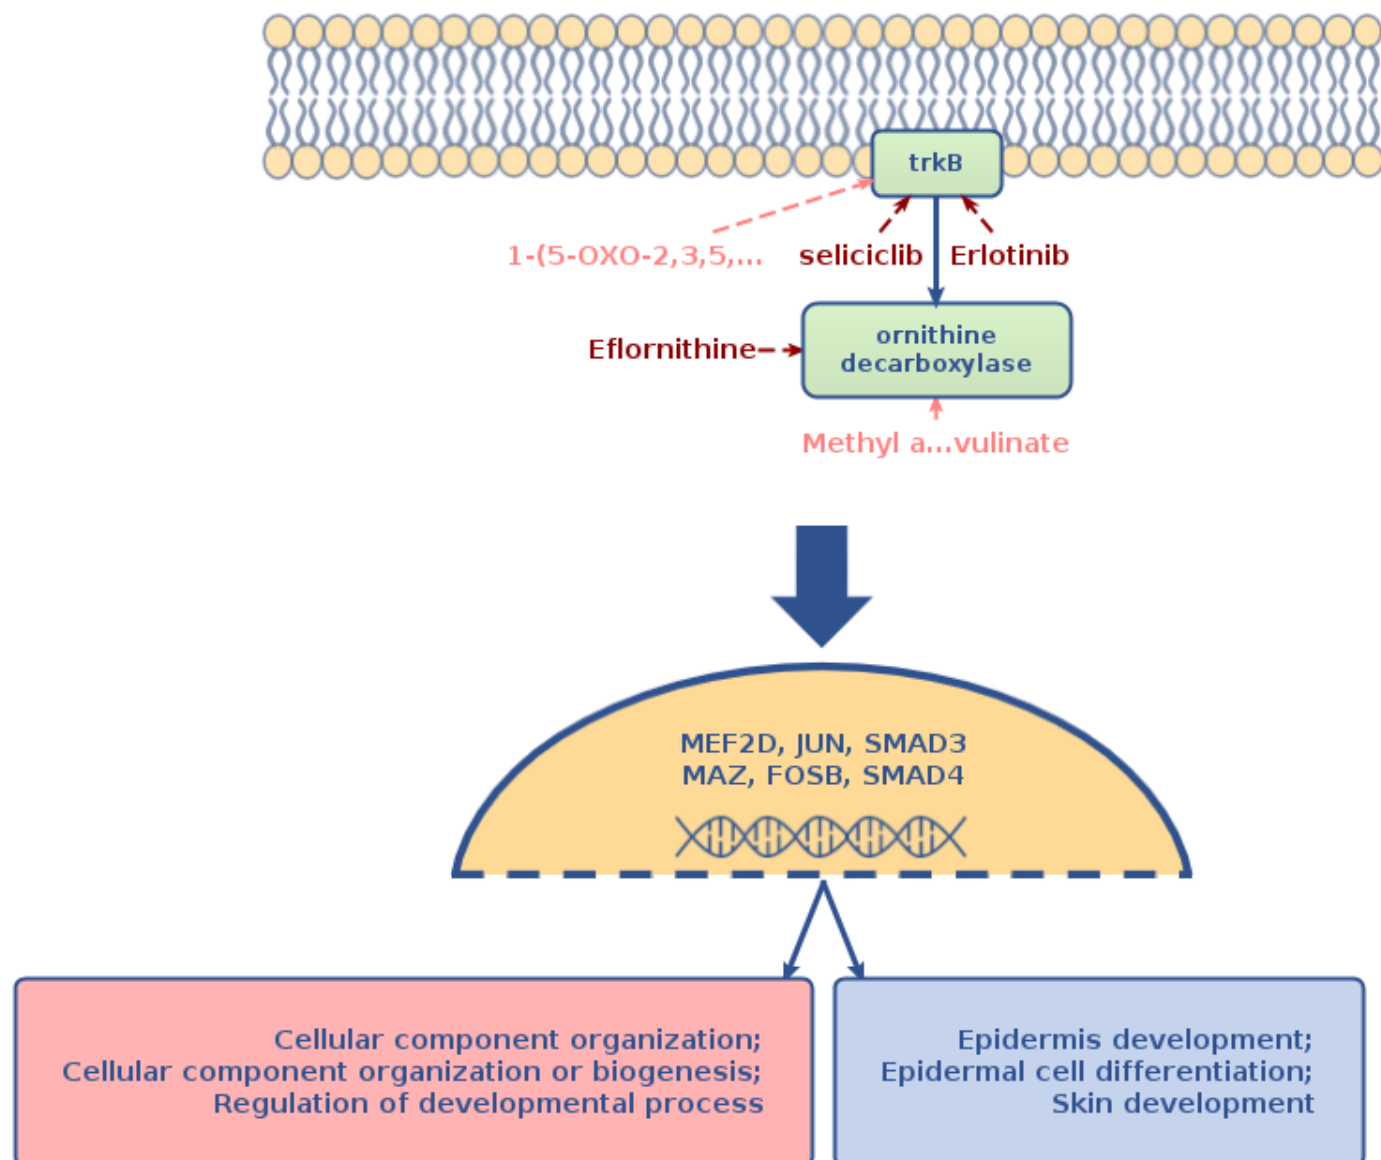 trkB
1-(5-OXO-2,3,5,...
seliciclib
Erlotinib
ornithine
decarboxylase
Eflornithine
Methyl a...vulinate
MEF2D, JUN, SMAD3
MAZ, FOSB, SMAD4
Cellular component organization;
Cellular component organization or biogenesis;
Regulation of developmental process
Epidermis development;
Epidermal cell differentiation;
Skin development